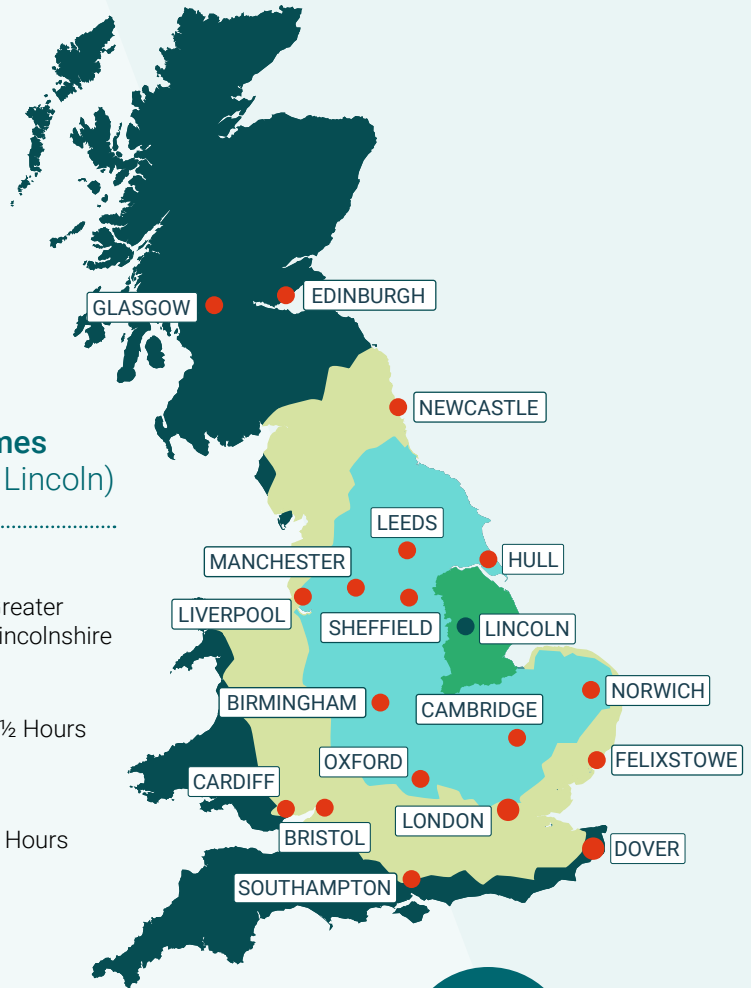 GLASGOW
EDINBURGH
NEWCASTLE
mes
Lincoln)
LEEDS
MANCHESTER
HULL
reater
LIVERPOOL
SHEFFIELD
LINCOLN
incolnshire
NORWICH
BIRMINGHAM
CAMBRIDGE
½ Hours
OXFORD
FELIXSTOWE
CARDIFF
LONDON
BRISTOL
Hours
DOVER
SOUTHAMPTON